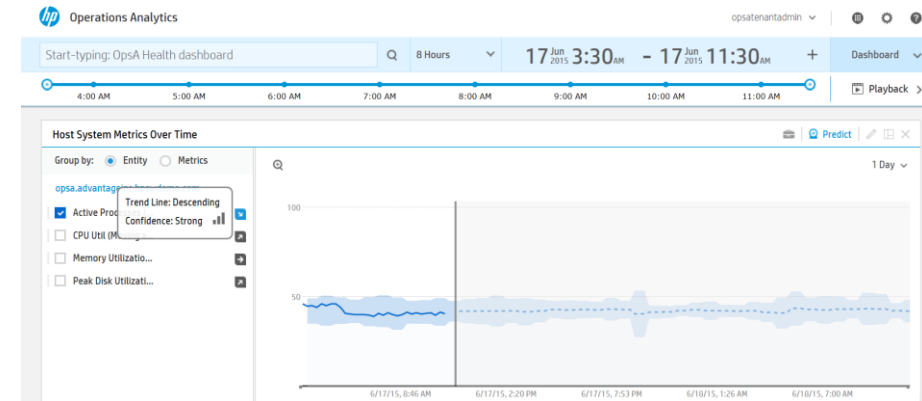 hp Operations Analytics
opsatenantadmin
Start-typing: OpsA Health dashboard
8 Hours
17 Jun 2015 3:30 AM - 17 Jun 2015 11:30 AM +
Dashboard
4:00 AM 5:00 AM 6:00 AM 7:00 AM 8:00 AM 9:00 AM 10:00 AM 11:00 AM
Playback
Host System Metrics Over Time
Predict
Group by: Entity Metrics
1 Day
Trend Line: Descending
Confidence: Strong
Active
CPU Util
Memory Utilizatio...
Peak Disk Utilizati...
100
50
6/17/15, 8:46 AM 6/17/15, 2:20 PM 6/17/15, 7:53 PM 6/18/15, 1:26 AM 6/18/15, 7:00 AM